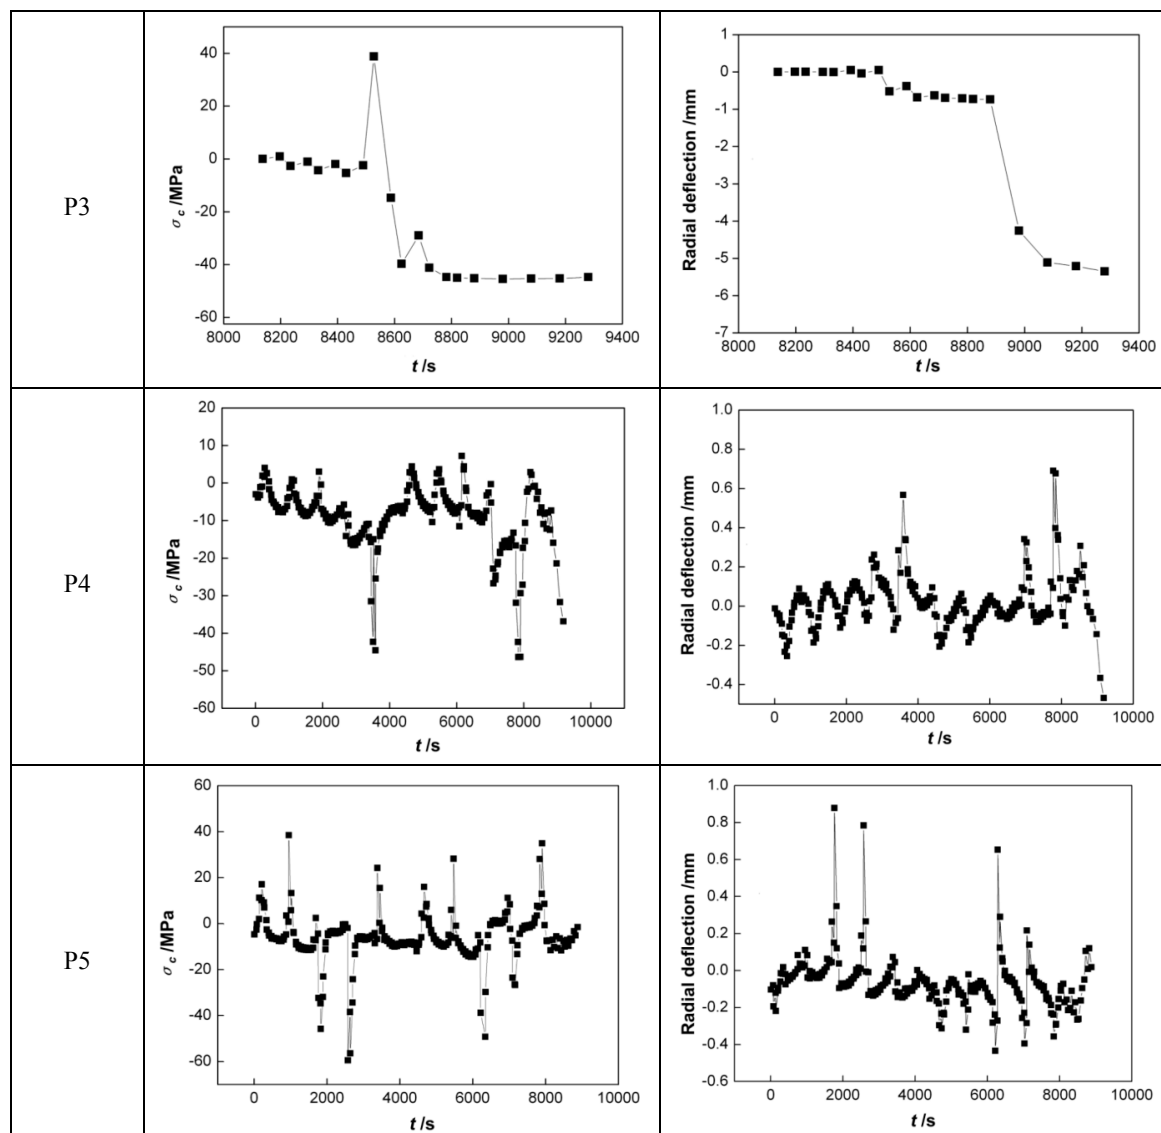 P3
40
20
0
-20
-40
-60
σc /MPa
8000 8200 8400 8600 8800 9000 9200 9400
t /s
1
0
-1
-2
-3
-4
-5
-6
-7
Radial deflection /mm
8000 8200 8400 8600 8800 9000 9200 9400
t /s
P4
20
10
0
-10
-20
-30
-40
-50
-60
σc /MPa
0 2000 4000 6000 8000 10000
t /s
1.0
0.8
0.6
0.4
0.2
0.0
-0.2
-0.4
Radial deflection /mm
0 2000 4000 6000 8000 10000
t /s
P5
60
40
20
0
-20
-40
-60
σc /MPa
0 2000 4000 6000 8000 10000
t /s
1.0
0.8
0.6
0.4
0.2
0.0
-0.2
-0.4
-0.6
Radial deflection /mm
0 2000 4000 6000 8000 10000
t /s